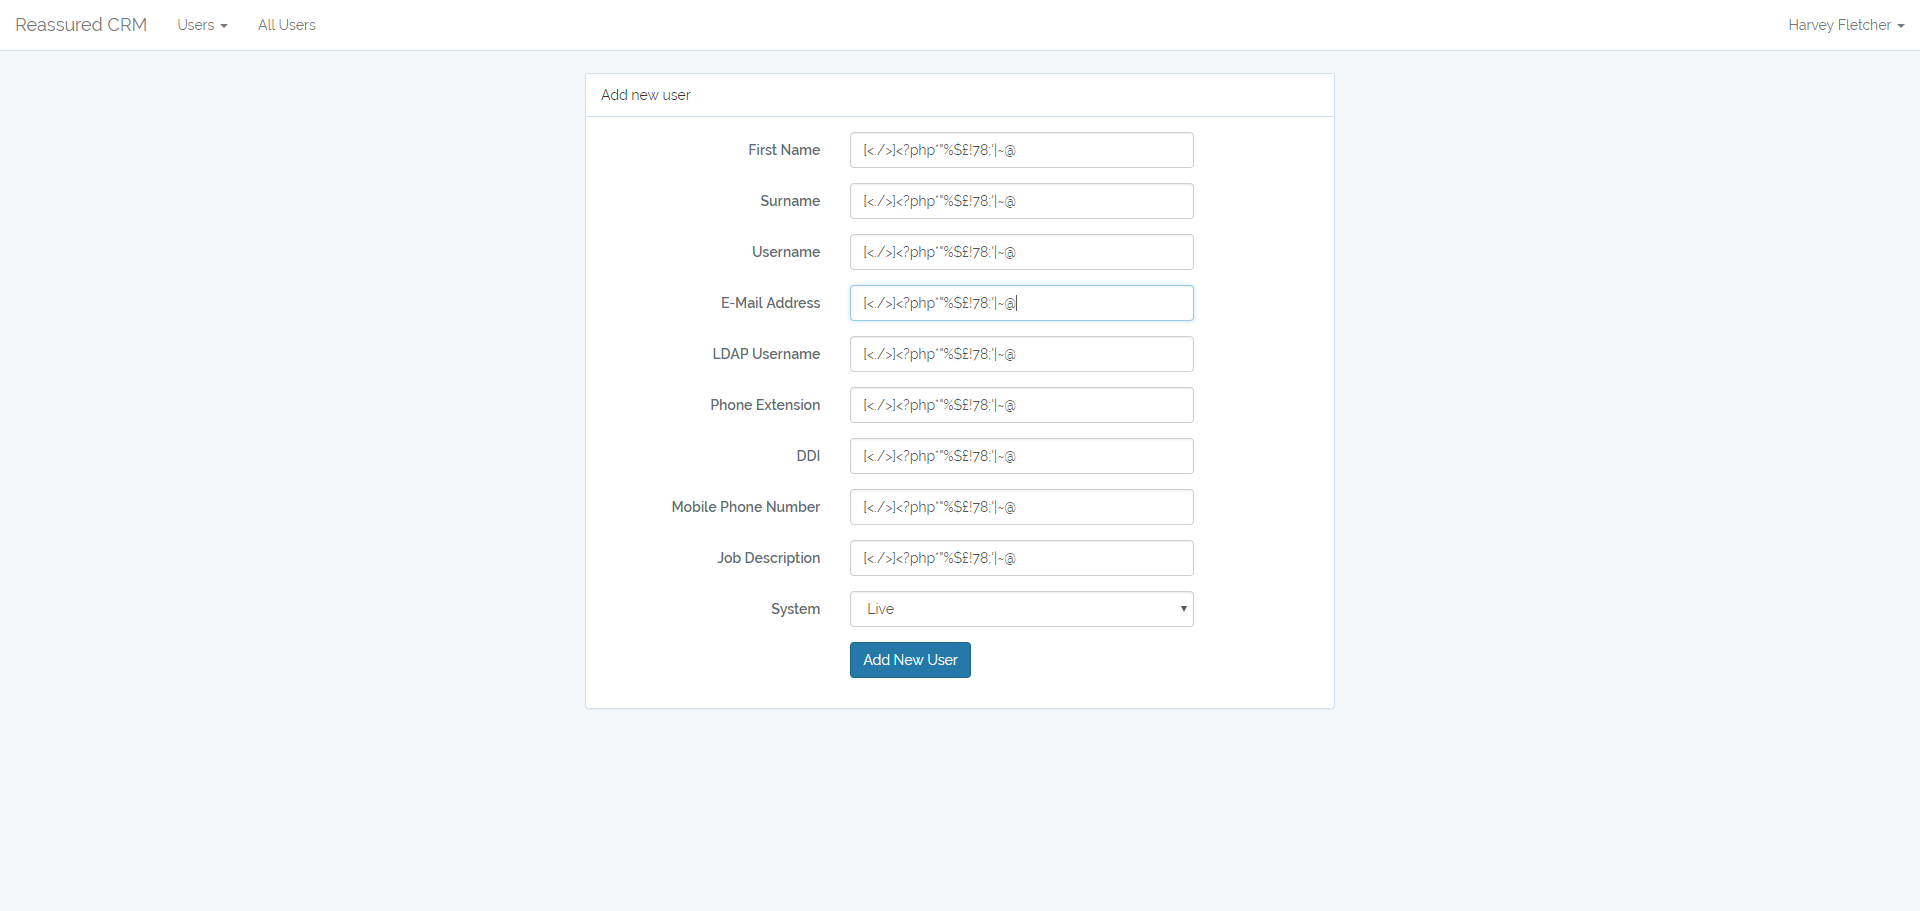 Reassured CRM Users All Users Harvey Fletcher
Add new user
First Name [<./>]<?php*"%$£!78;'|~@
Surname [<./>]<?php*"%$£!78;'|~@
Username [<./>]<?php*"%$£!78;'|~@
E-Mail Address [<./>]<?php*"%$£!78;'|~@
LDAP Username [<./>]<?php*"%$£!78;'|~@
Phone Extension [<./>]<?php*"%$£!78;'|~@
DDI [<./>]<?php*"%$£!78;'|~@
Mobile Phone Number [<./>]<?php*"%$£!78;'|~@
Job Description [<./>]<?php*"%$£!78;'|~@
System Live
Add New User